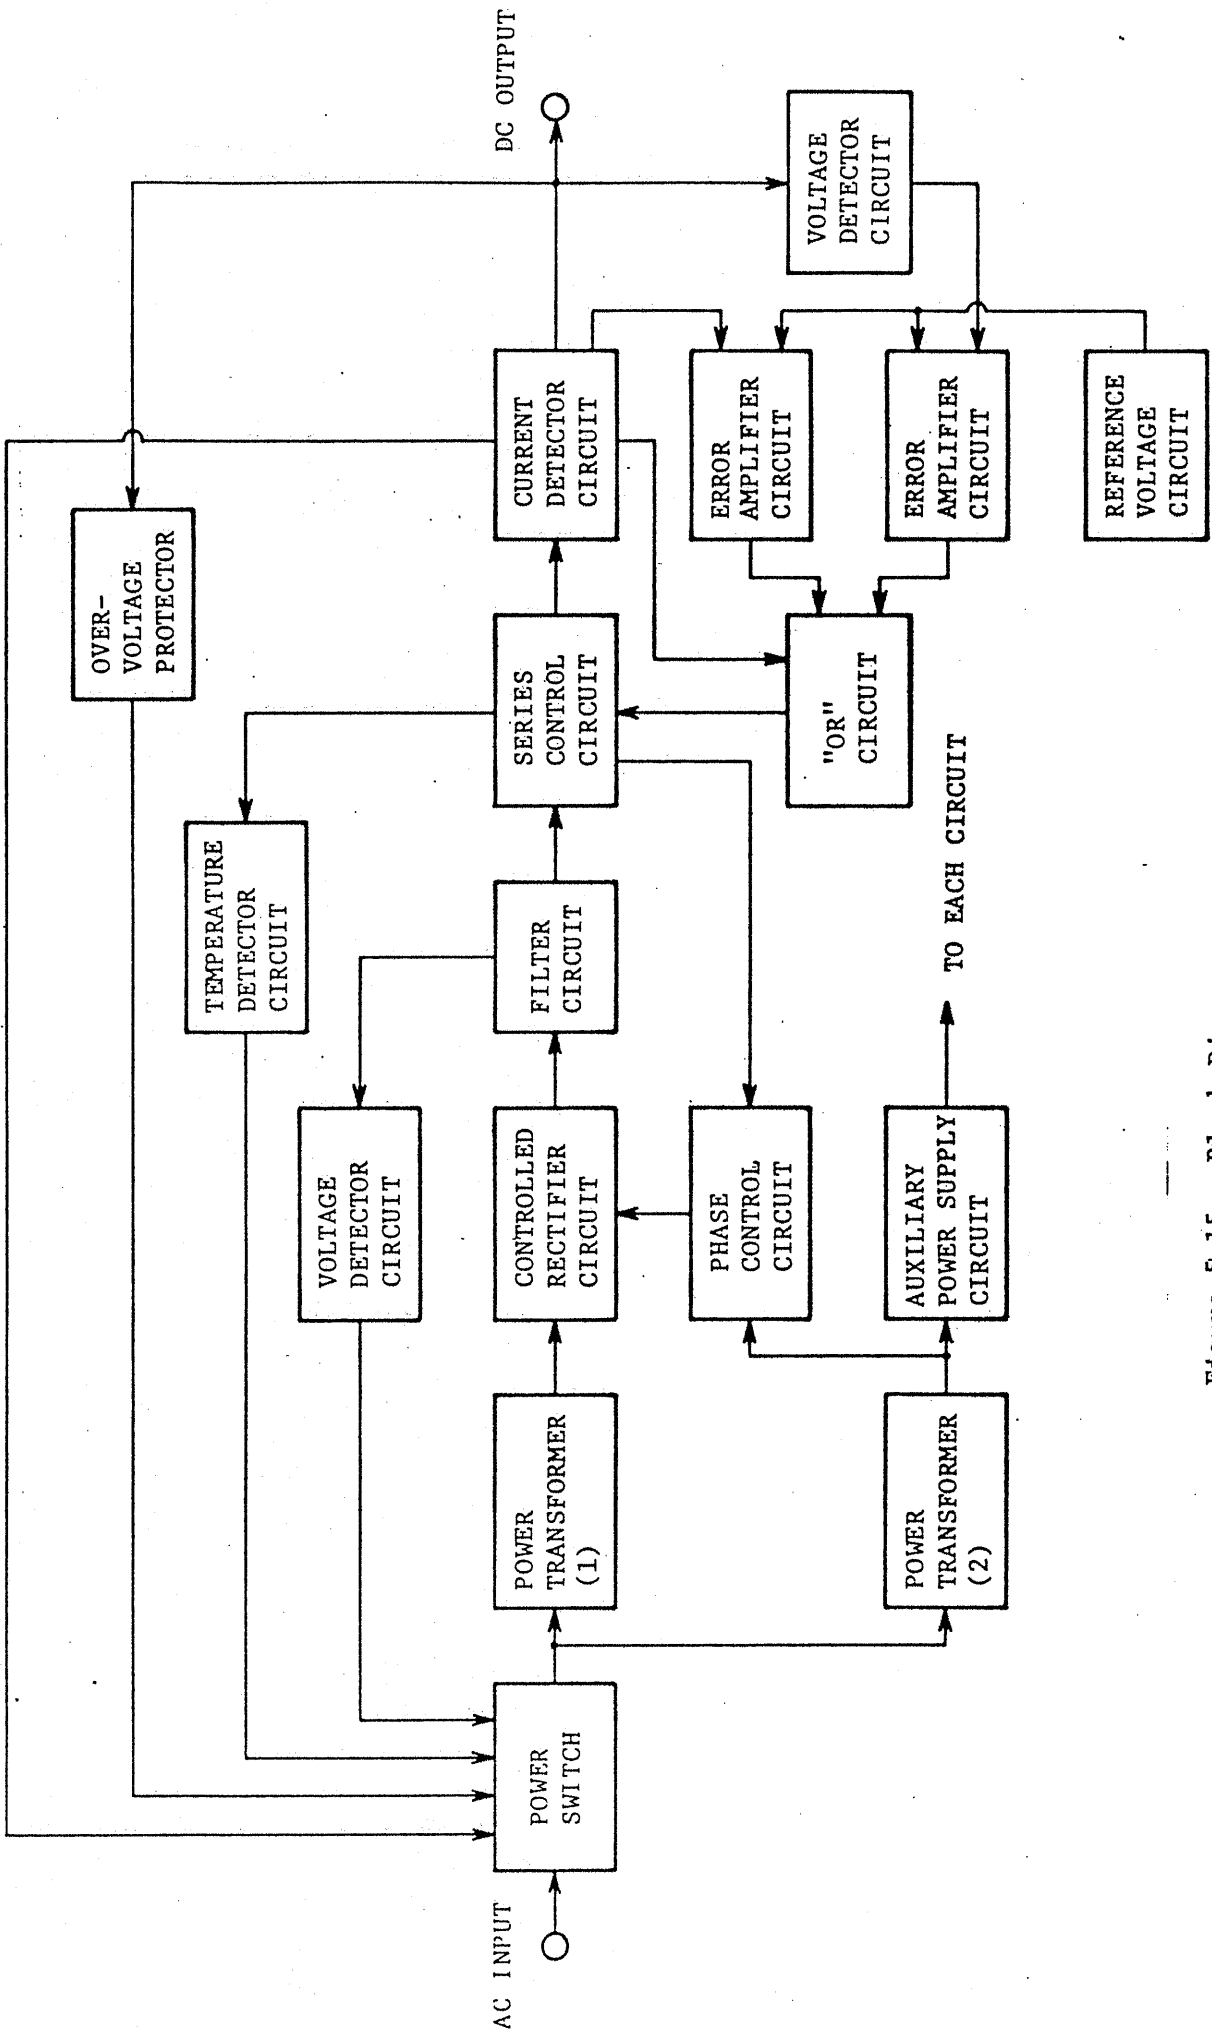 AC INPUT
POWER
SWITCH
POWER
TRANSFORMER
(1)
POWER
TRANSFORMER
(2)
VOLTAGE
DETECTOR
CIRCUIT
CONTROLLED
RECTIFIER
CIRCUIT
PHASE
CONTROL
CIRCUIT
AUXILIARY
POWER SUPPLY
CIRCUIT
TO EACH CIRCUIT
TEMPERATURE
DETECTOR
CIRCUIT
FILTER
CIRCUIT
OVER-
VOLTAGE
PROTECTOR
SERIES
CONTROL
CIRCUIT
"OR"
CIRCUIT
CURRENT
DETECTOR
CIRCUIT
ERROR
AMPLIFIER
CIRCUIT
ERROR
AMPLIFIER
CIRCUIT
REFERENCE
VOLTAGE
CIRCUIT
DC OUTPUT
VOLTAGE
DETECTOR
CIRCUIT